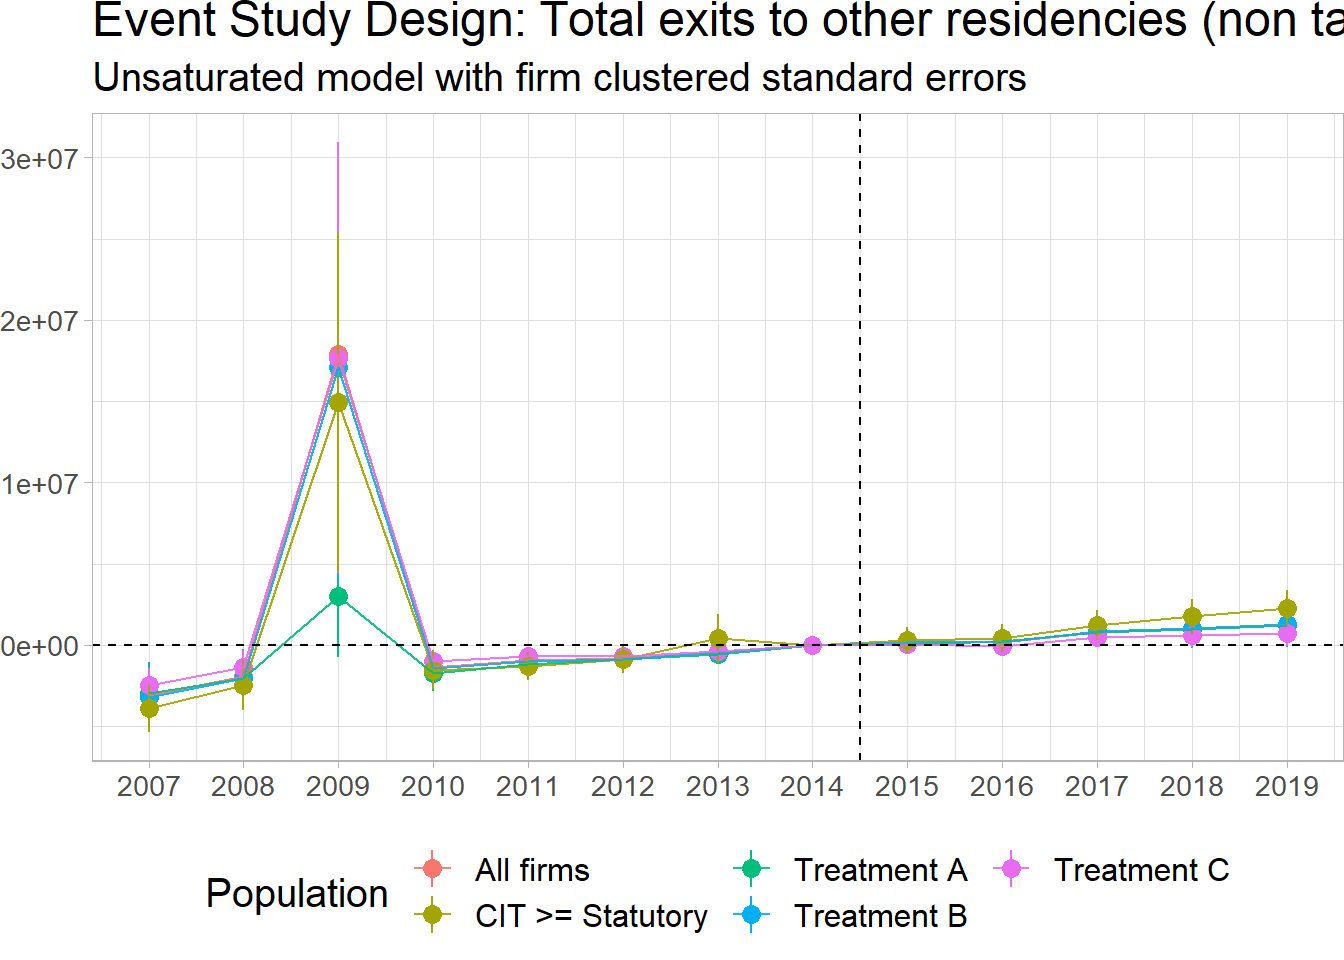 Event Study Design: Total exits to other residencies (non ta
Unsaturated model with firm clustered standard errors
3e+07
2e+07
1e+07
0e+00
2007 2008 2009 2010 2011 2012 2013 2014 2015 2016 2017 2018 2019
Population
All firms
CIT >= Statutory
Treatment A
Treatment B
Treatment C